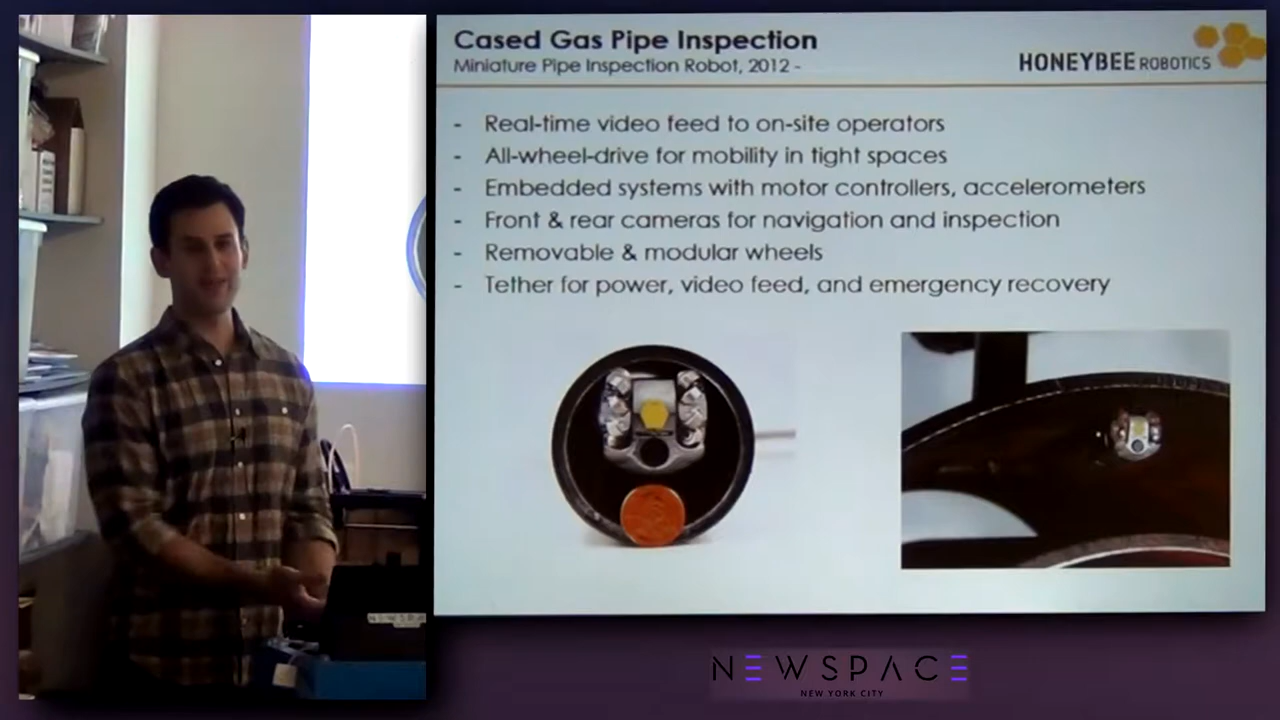 Cased Gas Pipe Inspection
Miniature Pipe Inspection Robot, 2012 -
HONEYBEE ROBOTICS
- Real-time video feed to on-site operators
- All-wheel-drive for mobility in tight spaces
- Embedded systems with motor controllers, accelerometers
- Front & rear cameras for navigation and inspection
- Removable & modular wheels
- Tether for power, video feed, and emergency recovery
NEWSPA
NEWSPACE
NEW YORK CITY